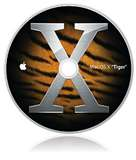 X
Mac OS X "Tiger"